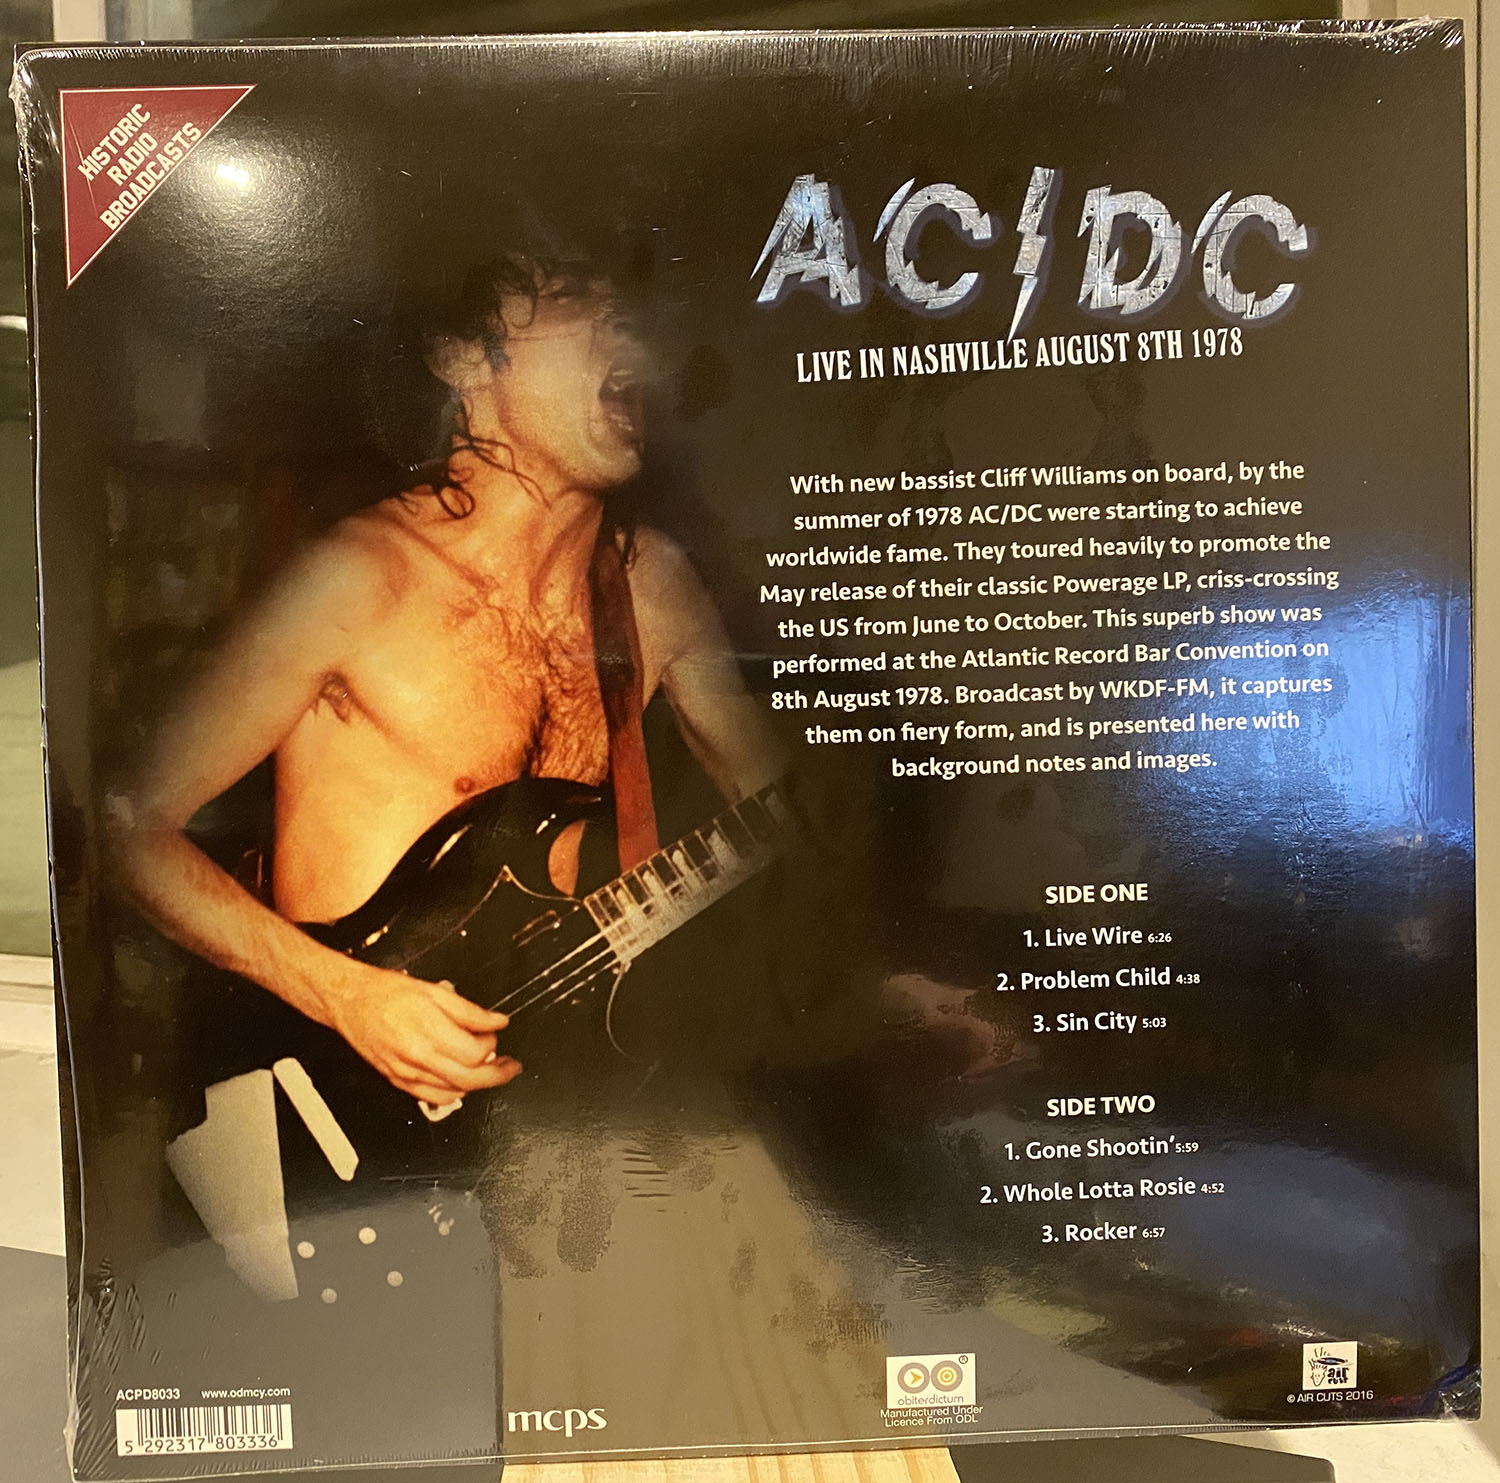 HISTORIC
RADIO
BROADCASTS
AC/DC
LIVE IN NASHVILLE AUGUST 8TH 1978
With new bassist Cliff Williams on board, by the
summer of 1978 AC/DC were starting to achieve
worldwide fame. They toured heavily to promote the
May release of their classic Powerage LP, criss-crossing
the US from June to October. This superb show was
performed at the Atlantic Record Bar Convention on
8th August 1978. Broadcast by WKDF-FM, it captures
them on fiery form, and is presented here with
background notes and images.
SIDE ONE
1. Live Wire 6:26
2. Problem Child 4:38
3. Sin City 5:03
SIDE TWO
1. Gone Shootin' 5:59
2. Whole Lotta Rosie 4:52
3. Rocker 6:57
ACPD8033 www.odmcy.com
5 292317 803336
mcps
®
obiterdictum
Manufactured Under
Licence From ODL
air
© AIR CUTS 2016